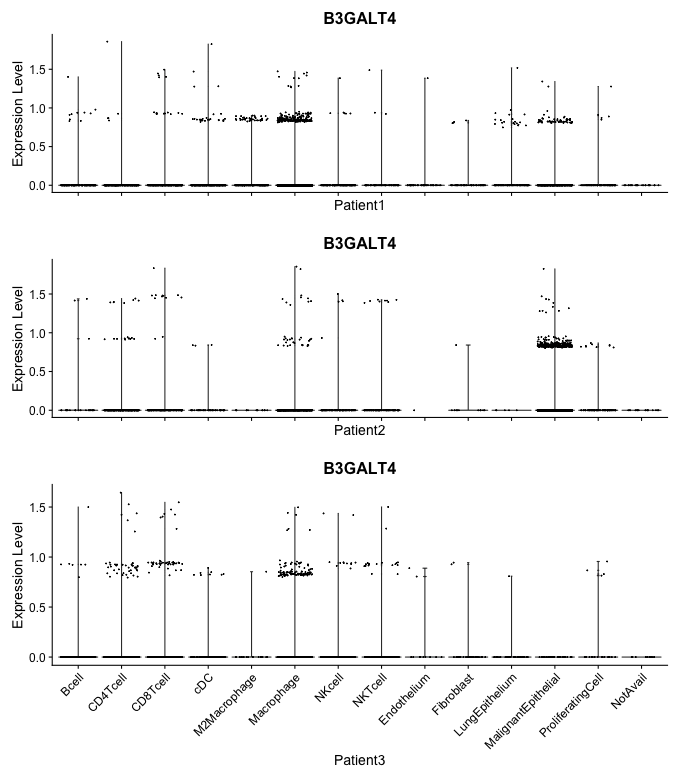 B3GALT4
Expression Level
1.5
1.0
0.5
0.0
Patient1
B3GALT4
Expression Level
1.5
1.0
0.5
0.0
Patient2
B3GALT4
Expression Level
1.5
1.0
0.5
0.0
Bcell
CD4Tcell
CD8Tcell
cDC
M2Macrophage
Macrophage
NKcell
NKTcell
Endothelium
Fibroblast
LungEpithelium
MalignantEpithelial
ProliferatingCell
NotAvail
Patient3